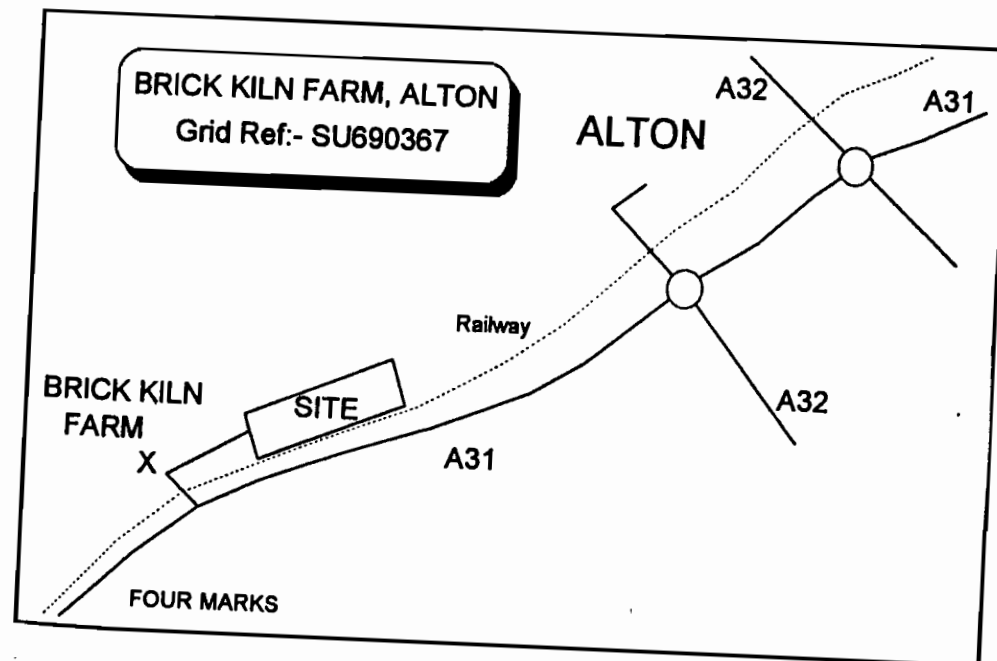 BRICK KILN FARM, ALTON
Grid Ref:- SU690367
A32
A31
ALTON
Railway
BRICK KILN
FARM
X
SITE
A31
A32
FOUR MARKS